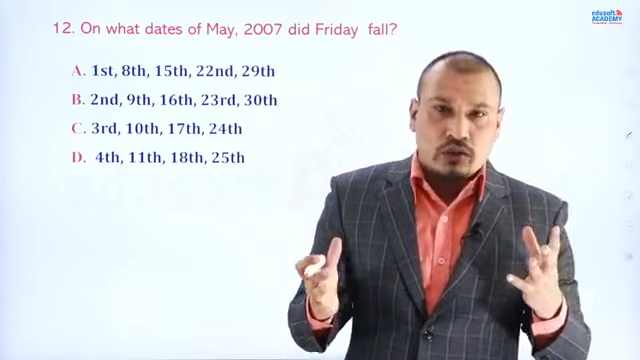 edusoft
ACADEMY
12. On what dates of May, 2007 did Friday fall?
A. 1st, 8th, 15th, 22nd, 29th
B. 2nd, 9th, 16th, 23rd, 30th
C. 3rd, 10th, 17th, 24th
D. 4th, 11th, 18th, 25th